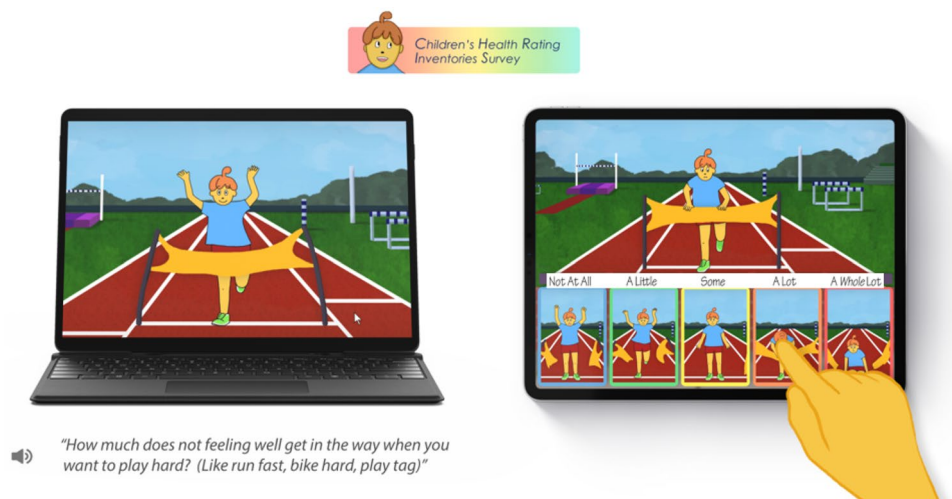 Children's Health Rating
Inventories Survey
Not At All
A Little
Some
A Lot
A Whole Lot
"How much does not feeling well get in the way when you
want to play hard? (Like run fast, bike hard, play tag)"